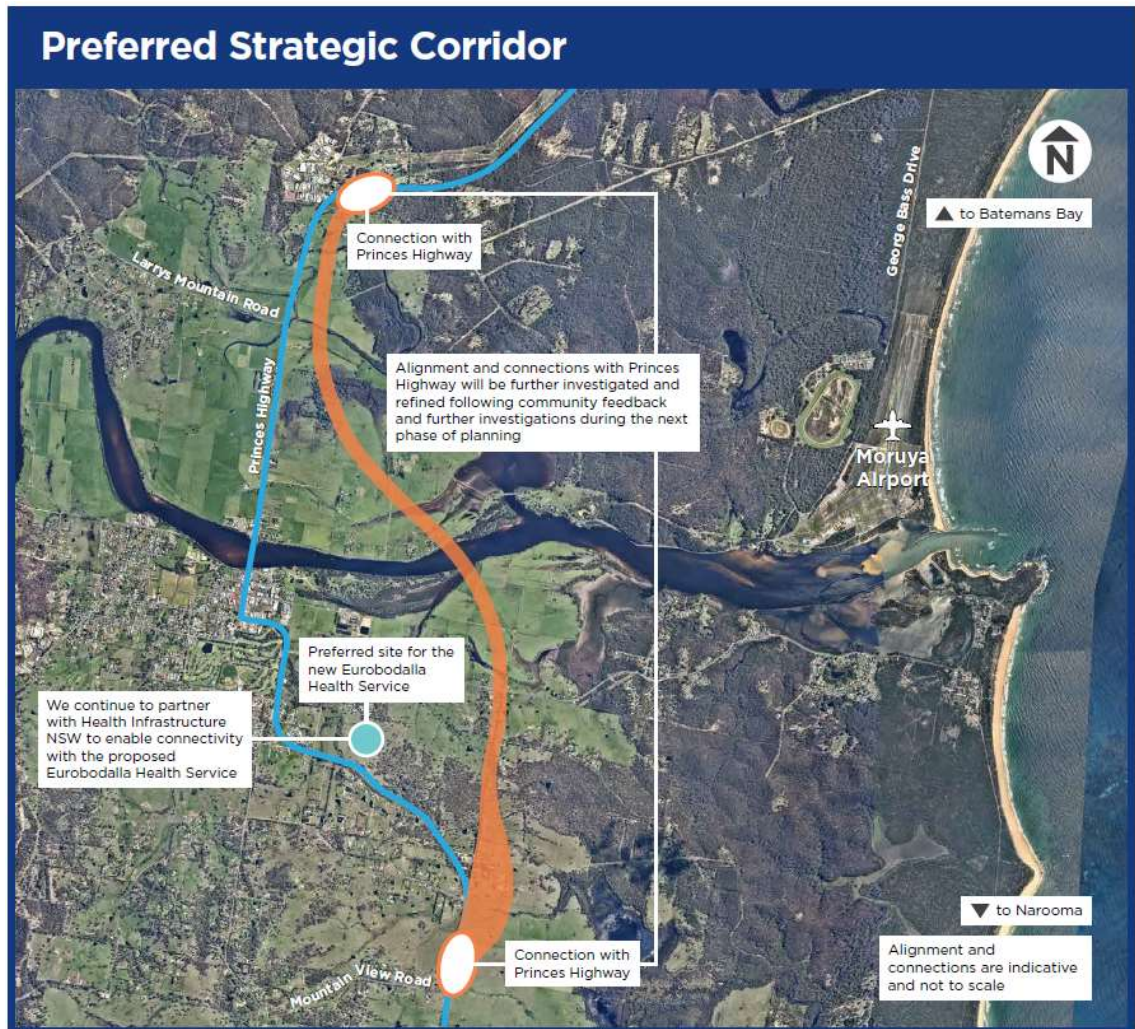 Preferred Strategic Corridor
N
George Bass Drive
▲ to Batemans Bay
Connection with
Princes Highway
Larrys Mountain Road
Princes Highway
Alignment and connections with Princes
Highway will be further investigated and
refined following community feedback
and further investigations during the next
phase of planning
Moruya
Airport
Preferred site for the
new Eurobodalla
Health Service
We continue to partner
with Health Infrastructure
NSW to enable connectivity
with the proposed
Eurobodalla Health Service
▼ to Narooma
Connection with
Princes Highway
Mountain View Road
Alignment and
connections are indicative
and not to scale